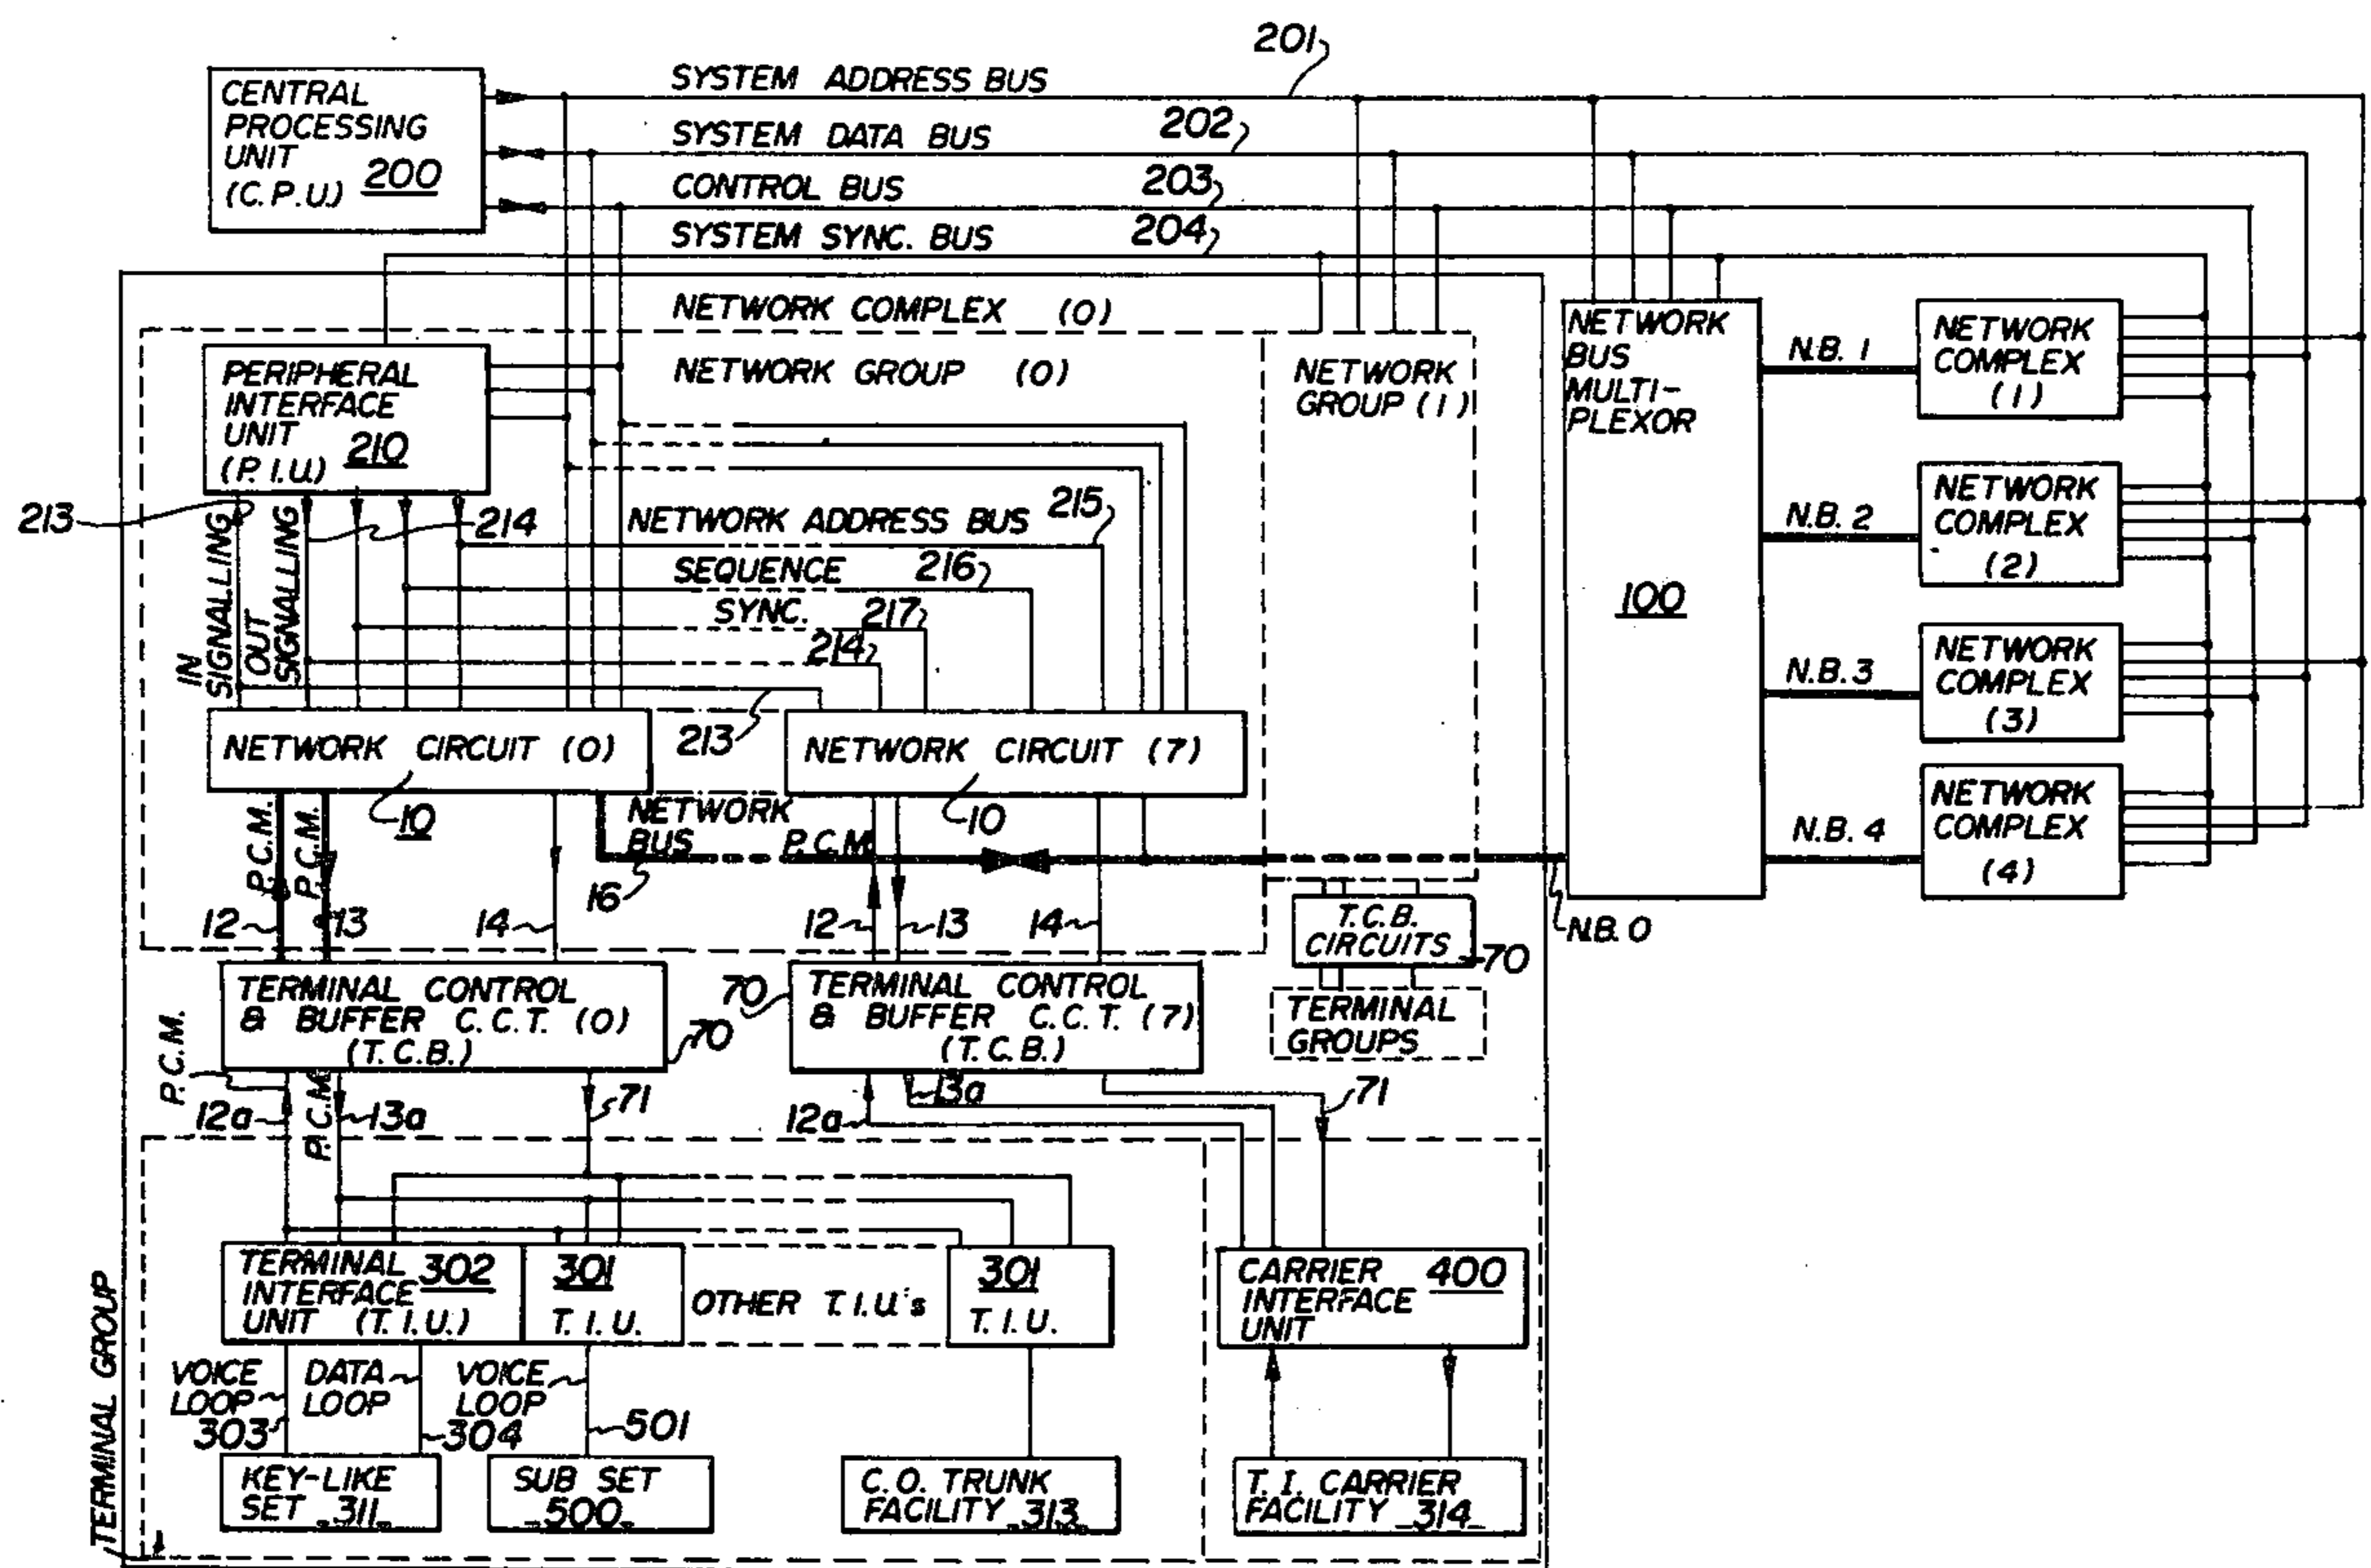 201
SYSTEM ADDRESS BUS
CENTRAL
PROCESSING
UNIT
(C.P.U.) 200
SYSTEM DATA BUS
202
CONTROL BUS
203
SYSTEM SYNC. BUS
204
NETWORK COMPLEX (0)
NETWORK GROUP (0)
NETWORK
GROUP (1)
PERIPHERAL
INTERFACE
UNIT
(P.I.U.) 210
NETWORK
BUS
MULTI-
PLEXOR
100
N.B. 1
NETWORK
COMPLEX
(1)
N.B. 2
NETWORK
COMPLEX
(2)
N.B. 3
NETWORK
COMPLEX
(3)
N.B. 4
NETWORK
COMPLEX
(4)
213
IN
SIGNALLING
OUT
SIGNALLING
214
NETWORK ADDRESS BUS
215
SEQUENCE
216
SYNC.
217
214
213
NETWORK CIRCUIT (0)
NETWORK CIRCUIT (7)
10
10
P.C.M.
P.C.M.
NETWORK
BUS
P.C.M.
16
12
13
14
12
13
14
N.B. 0
T.C.B.
CIRCUITS
70
TERMINAL
GROUPS
TERMINAL CONTROL
& BUFFER C.C.T. (0)
(T.C.B.)
70
70
TERMINAL CONTROL
& BUFFER C.C.T. (7)
(T.C.B.)
P.C.M.
12a
P.C.M.
13a
71
12a
13a
71
TERMINAL
INTERFACE
UNIT (T.I.U.)
302
301
T.I.U.
OTHER T.I.U.'s
301
T.I.U.
CARRIER
INTERFACE
UNIT
400
VOICE
LOOP
303
DATA
LOOP
304
VOICE
LOOP
501
KEY-LIKE
SET 311
SUB SET
500
C.O. TRUNK
FACILITY 313
T.I. CARRIER
FACILITY 314
TERMINAL GROUP